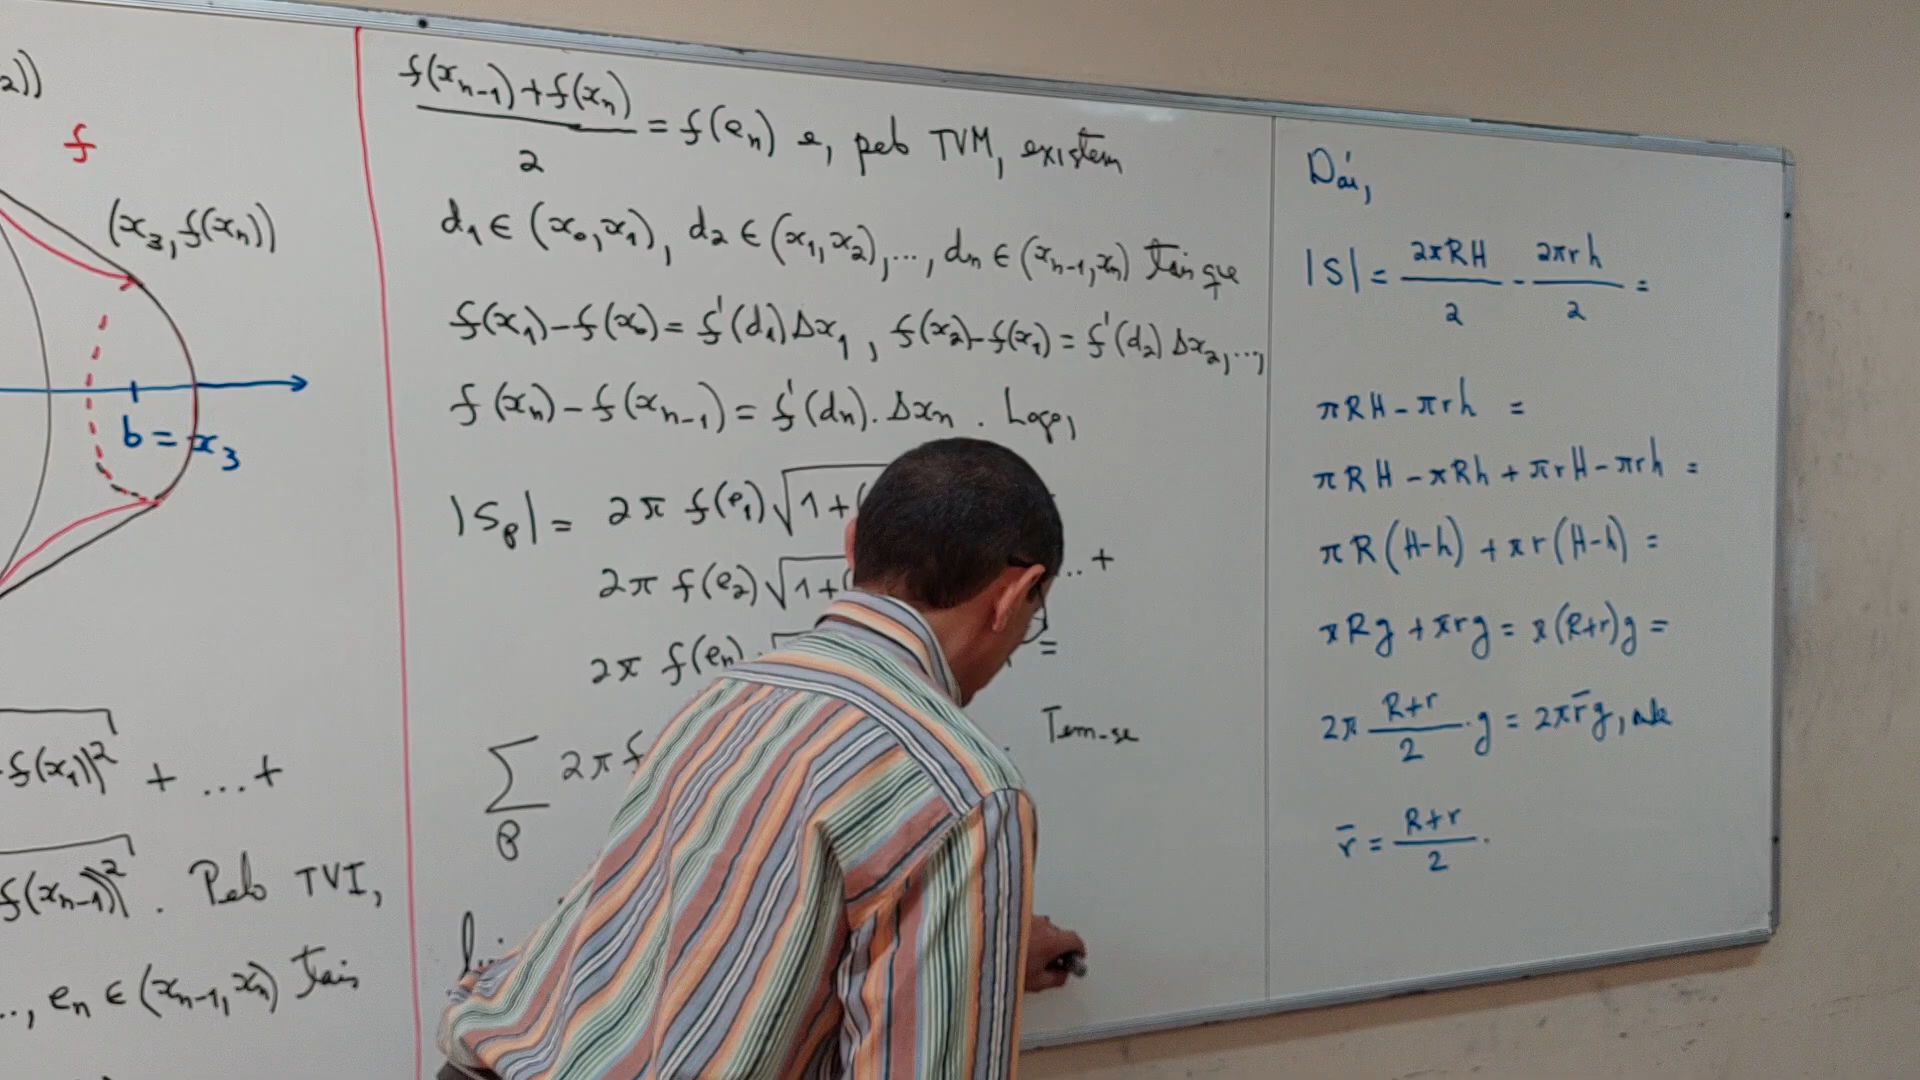 2))
f
(x₃, f(xₙ))
b = x₃
f(x₁))² + ... +
f(xₙ₋₁))² . Pelo TVI,
.., eₙ ∈ (xₙ₋₁, xₙ) tais
(f(xₙ₋₁) + f(xₙ))/2 = f(eₙ) e, pelo TVM, existem
d₁ ∈ (x₀, x₁), d₂ ∈ (x₁, x₂), ..., dₙ ∈ (xₙ₋₁, xₙ) tais que
f(x₁) - f(x₀) = f'(d₁) Δx₁ , f(x₂) - f(x₁) = f'(d₂) Δx₂, ...,
f(xₙ) - f(xₙ₋₁) = f'(dₙ) . Δxₙ . Logo,
|Sᵦ| = 2π f(e₁) √1+(
2π f(e₂) √1+( .. +
2π f(eₙ) . √ =
∑ 2π f . Tem-se
β
li
Daí,
|S| = 2πRH/2 - 2πrh/2 =
πRH - πrh =
πRH - πRh + πrH - πrh =
πR(H-h) + πr(H-h) =
πRg + πrg = π(R+r)g =
2π (R+r)/2 . g = 2πr̄g,
r̄ = (R+r)/2 .